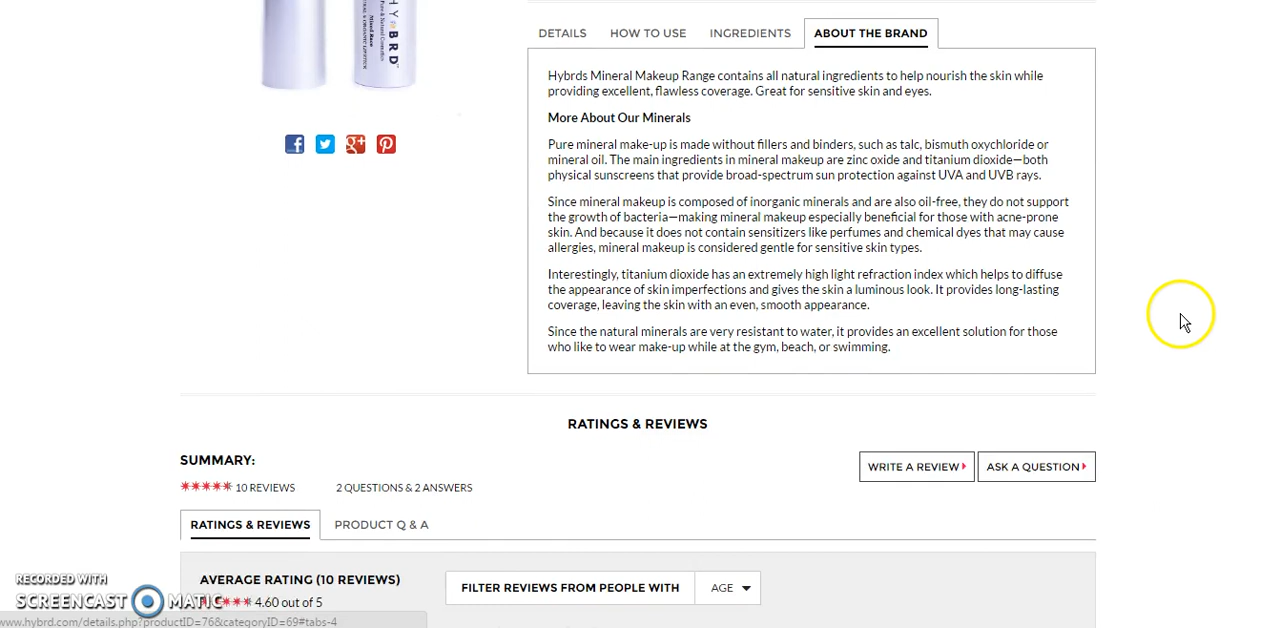 HY BRD
Pure & Natural Cosmetics
Mixed Race
DETAILS HOW TO USE INGREDIENTS ABOUT THE BRAND
Hybrds Mineral Makeup Range contains all natural ingredients to help nourish the skin while
providing excellent, flawless coverage. Great for sensitive skin and eyes.
More About Our Minerals
Pure mineral make-up is made without fillers and binders, such as talc, bismuth oxychloride or
mineral oil. The main ingredients in mineral makeup are zinc oxide and titanium dioxide—both
physical sunscreens that provide broad-spectrum sun protection against UVA and UVB rays.
Since mineral makeup is composed of inorganic minerals and are also oil-free, they do not support
the growth of bacteria—making mineral makeup especially beneficial for those with acne-prone
skin. And because it does not contain sensitizers like perfumes and chemical dyes that may cause
allergies, mineral makeup is considered gentle for sensitive skin types.
Interestingly, titanium dioxide has an extremely high light refraction index which helps to diffuse
the appearance of skin imperfections and gives the skin a luminous look. It provides long-lasting
coverage, leaving the skin with an even, smooth appearance.
Since the natural minerals are very resistant to water, it provides an excellent solution for those
who like to wear make-up while at the gym, beach, or swimming.
RATINGS & REVIEWS
SUMMARY:
WRITE A REVIEW ASK A QUESTION
10 REVIEWS 2 QUESTIONS & 2 ANSWERS
RATINGS & REVIEWS PRODUCT Q & A
AVERAGE RATING (10 REVIEWS)
FILTER REVIEWS FROM PEOPLE WITH AGE
4.60 out of 5
RECORDED WITH
SCREENCAST MATIC
www.hybrd.com/details.php?productID=76&categoryID=69#tabs-4